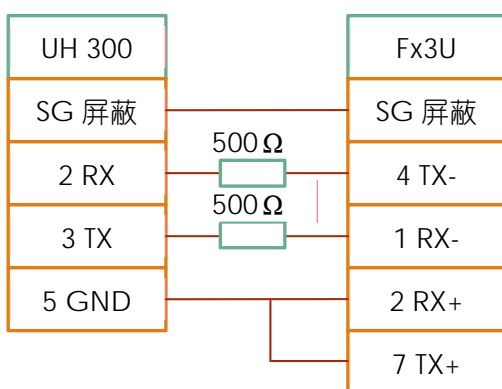 UH 300 Fx3U
SG 屏蔽 SG 屏蔽
500Ω
2 RX 4 TX-
500Ω
3 TX 1 RX-
5 GND 2 RX+
7 TX+